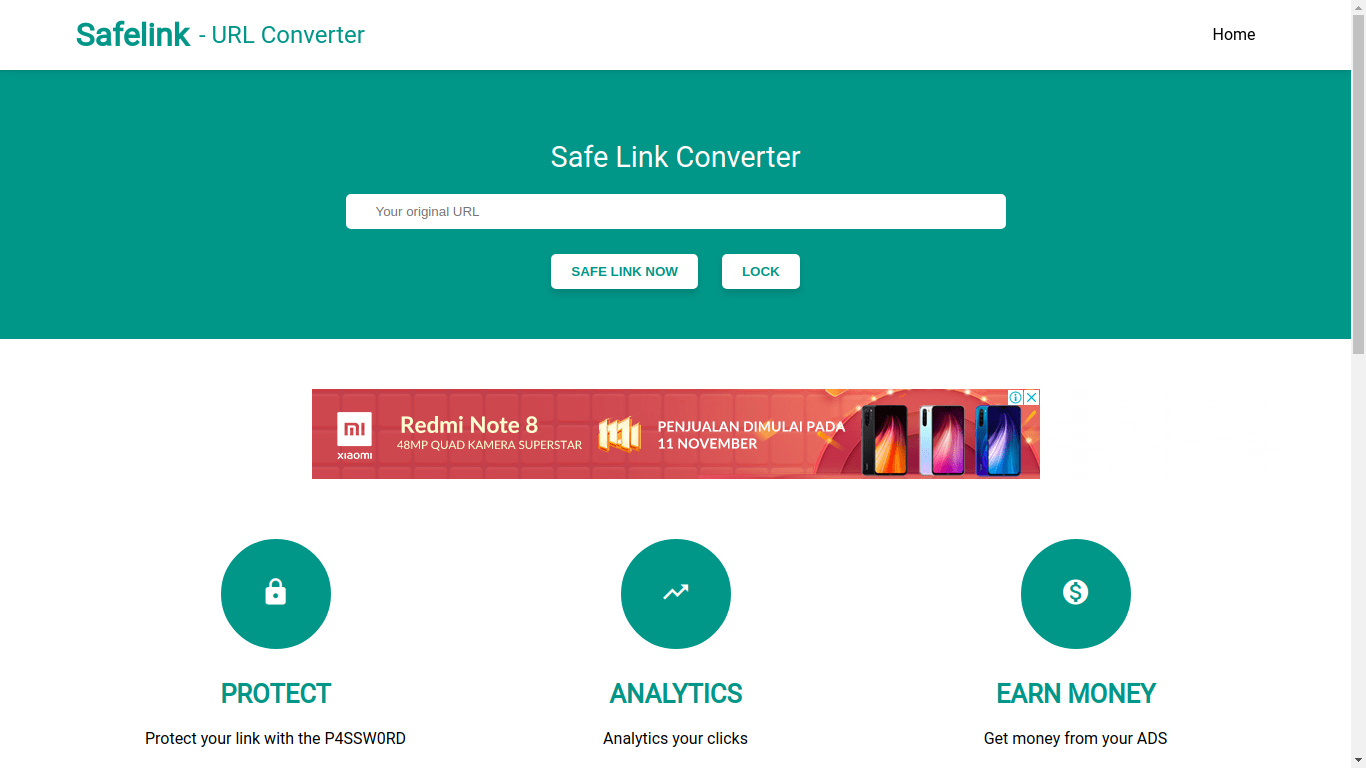 Safelink - URL Converter
Home
Safe Link Converter
Your original URL
SAFE LINK NOW
LOCK
mi
xiaomi
Redmi Note 8
48MP QUAD KAMERA SUPERSTAR
11.11
PENJUALAN DIMULAI PADA
11 NOVEMBER
PROTECT
Protect your link with the P4SSW0RD
ANALYTICS
Analytics your clicks
EARN MONEY
Get money from your ADS